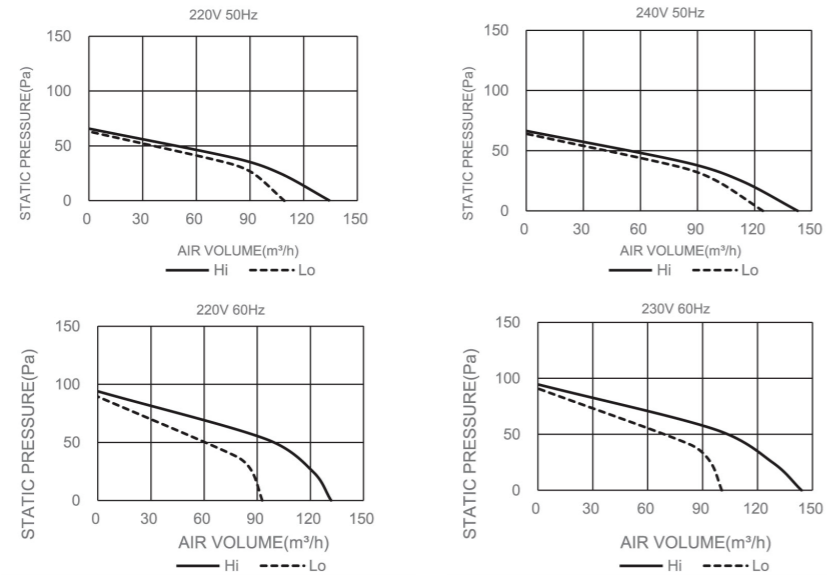 220V 50Hz
STATIC PRESSURE(Pa)
150
100
50
0
0 30 60 90 120 150
AIR VOLUME(m³/h)
Hi Lo
240V 50Hz
STATIC PRESSURE(Pa)
150
100
50
0
0 30 60 90 120 150
AIR VOLUME(m³/h)
Hi Lo
220V 60Hz
STATIC PRESSURE(Pa)
150
100
50
0
0 30 60 90 120 150
AIR VOLUME(m³/h)
Hi Lo
230V 60Hz
STATIC PRESSURE(Pa)
150
100
50
0
0 30 60 90 120 150
AIR VOLUME(m³/h)
Hi Lo